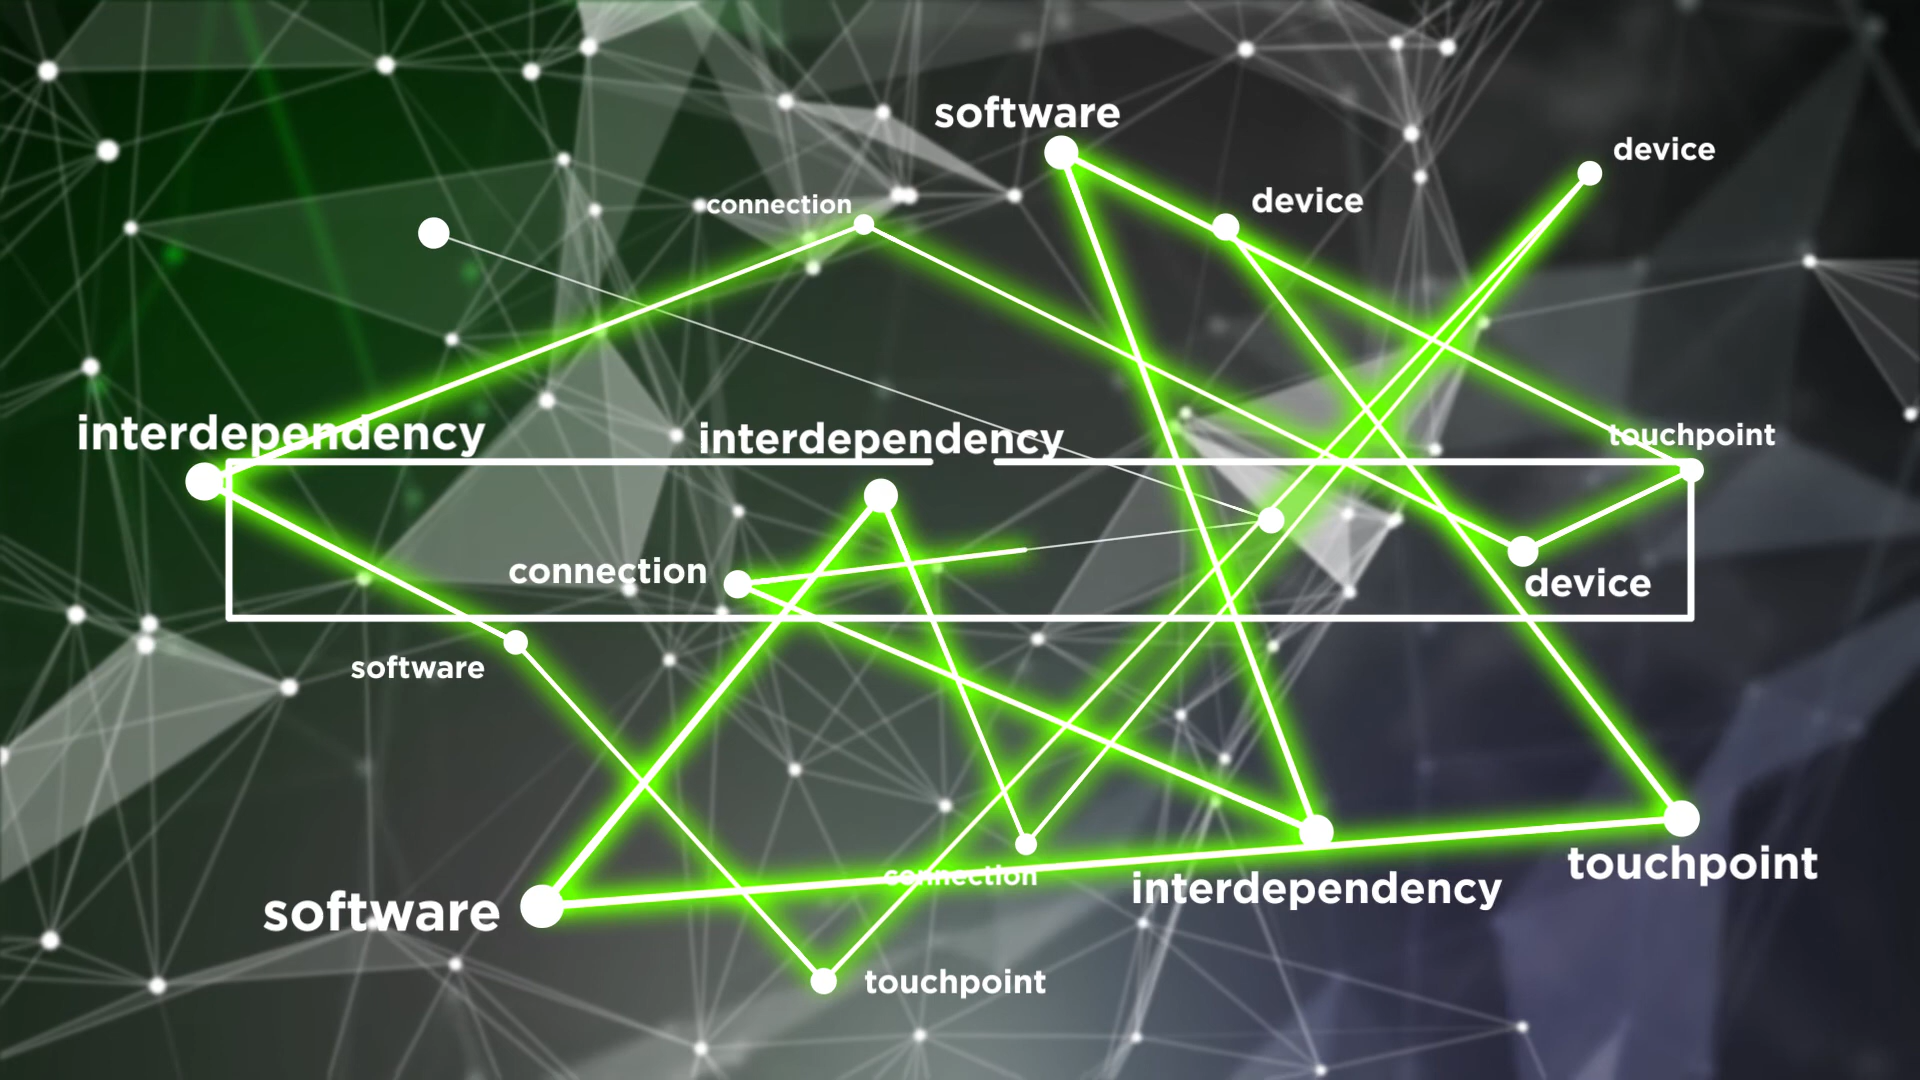 software
device
device
connection
interdependency
interdependency
touchpoint
connection
device
software
connection
interdependency
touchpoint
software
touchpoint